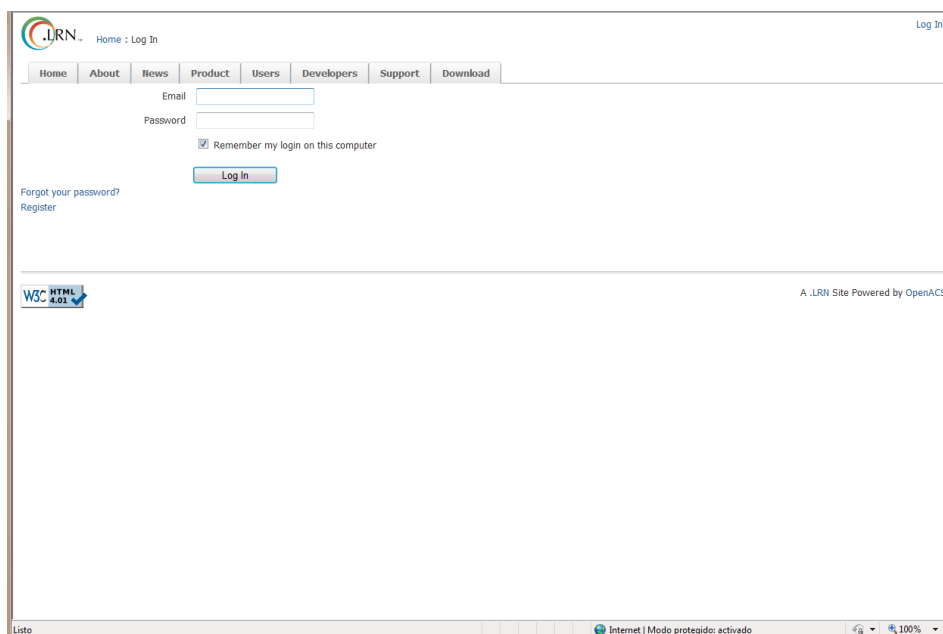 Log In
.LRN™ Home : Log In
Home About News Product Users Developers Support Download
Email
Password
Remember my login on this computer
Log In
Forgot your password?
Register
W3C HTML 4.01
A .LRN Site Powered by OpenACS
Listo Internet | Modo protegido: activado 100%